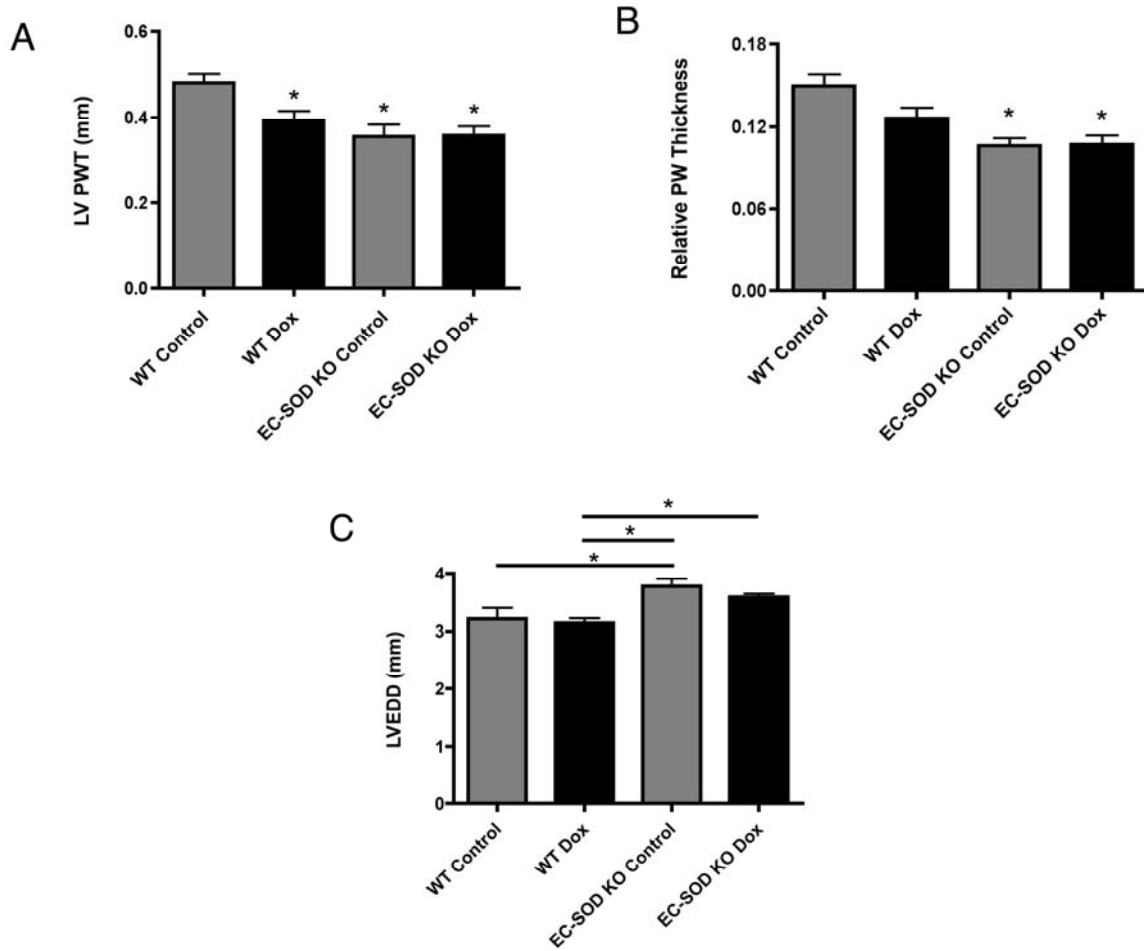 A
LV PWT (mm)
0.6
0.4
0.2
0.0
*
*
*
WT Control
WT Dox
EC-SOD KO Control
EC-SOD KO Dox
B
Relative PW Thickness
0.18
0.12
0.06
0.00
*
*
WT Control
WT Dox
EC-SOD KO Control
EC-SOD KO Dox
C
LVEDD (mm)
*
*
*
4
3
2
1
0
WT Control
WT Dox
EC-SOD KO Control
EC-SOD KO Dox